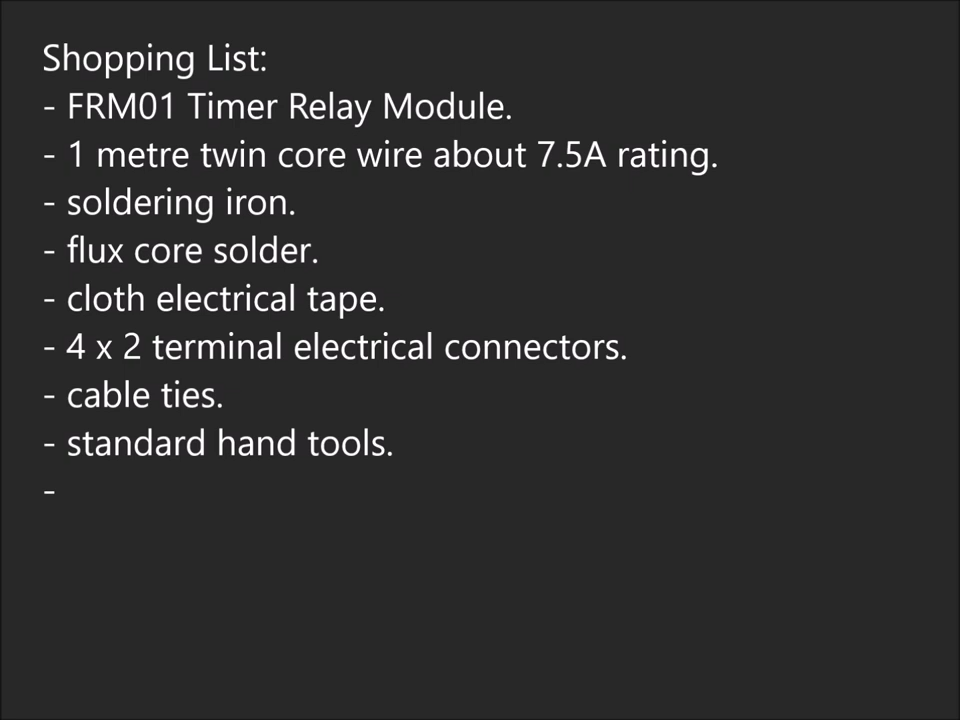 Shopping List:
- FRM01 Timer Relay Module.
- 1 metre twin core wire about 7.5A rating.
- soldering iron.
- flux core solder.
- cloth electrical tape.
- 4 x 2 terminal electrical connectors.
- cable ties.
- standard hand tools.
-